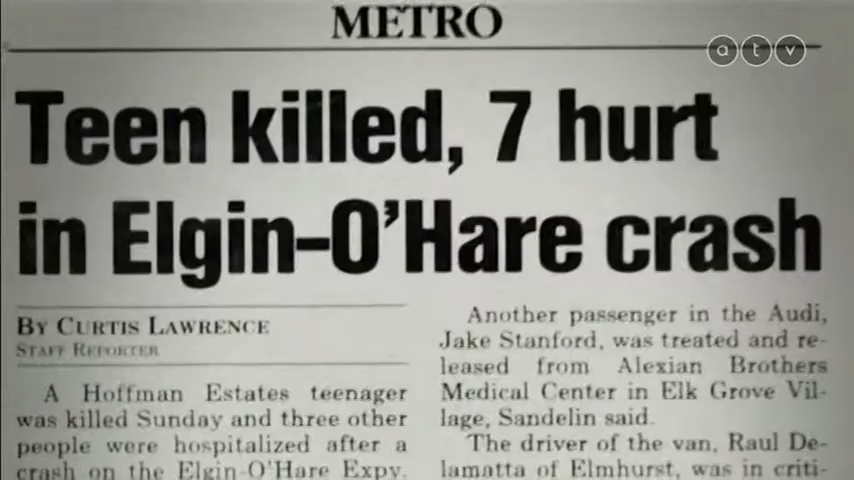 METRO
atv
Teen killed, 7 hurt
in Elgin-O'Hare crash
BY CURTIS LAWRENCE
STAFF REPORTER
A Hoffman Estates teenager
was killed Sunday and three other
people were hospitalized after a
crash on the Elgin-O'Hare Expy.
Another passenger in the Audi,
Jake Stanford, was treated and re-
leased from Alexian Brothers
Medical Center in Elk Grove Vil-
lage, Sandelin said.
The driver of the van, Raul De-
lamatta of Elmhurst, was in criti-